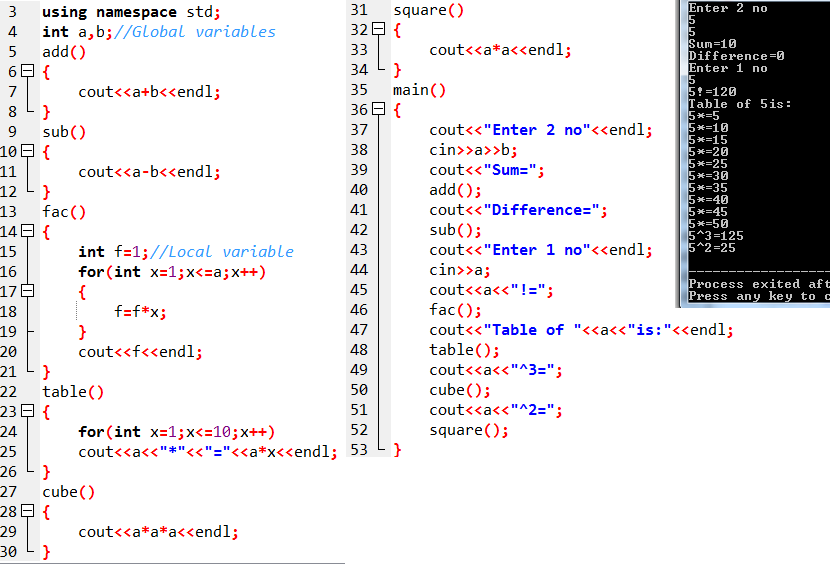 3 using namespace std;
4 int a,b;//Global variables
5 add()
6 {
7 cout<<a+b<<endl;
8 }
9 sub()
10 {
11 cout<<a-b<<endl;
12 }
13 fac()
14 {
15 int f=1;//Local variable
16 for(int x=1;x<=a;x++)
17 {
18 f=f*x;
19 }
20 cout<<f<<endl;
21 }
22 table()
23 {
24 for(int x=1;x<=10;x++)
25 cout<<a<<"*"<<"="<<a*x<<endl;
26 }
27 cube()
28 {
29 cout<<a*a*a<<endl;
30 }
31 square()
32 {
33 cout<<a*a<<endl;
34 }
35 main()
36 {
37 cout<<"Enter 2 no"<<endl;
38 cin>>a>>b;
39 cout<<"Sum=";
40 add();
41 cout<<"Difference=";
42 sub();
43 cout<<"Enter 1 no"<<endl;
44 cin>>a;
45 cout<<a<<"!=";
46 fac();
47 cout<<"Table of "<<a<<"is:"<<endl;
48 table();
49 cout<<a<<"^3=";
50 cube();
51 cout<<a<<"^2=";
52 square();
53 }
Enter 2 no
5
5
Sum=10
Difference=0
Enter 1 no
5
5!=120
Table of 5is:
5*=5
5*=10
5*=15
5*=20
5*=25
5*=30
5*=35
5*=40
5*=45
5*=50
5^3=125
5^2=25
--------------------------------
Process exited aft
Press any key to c